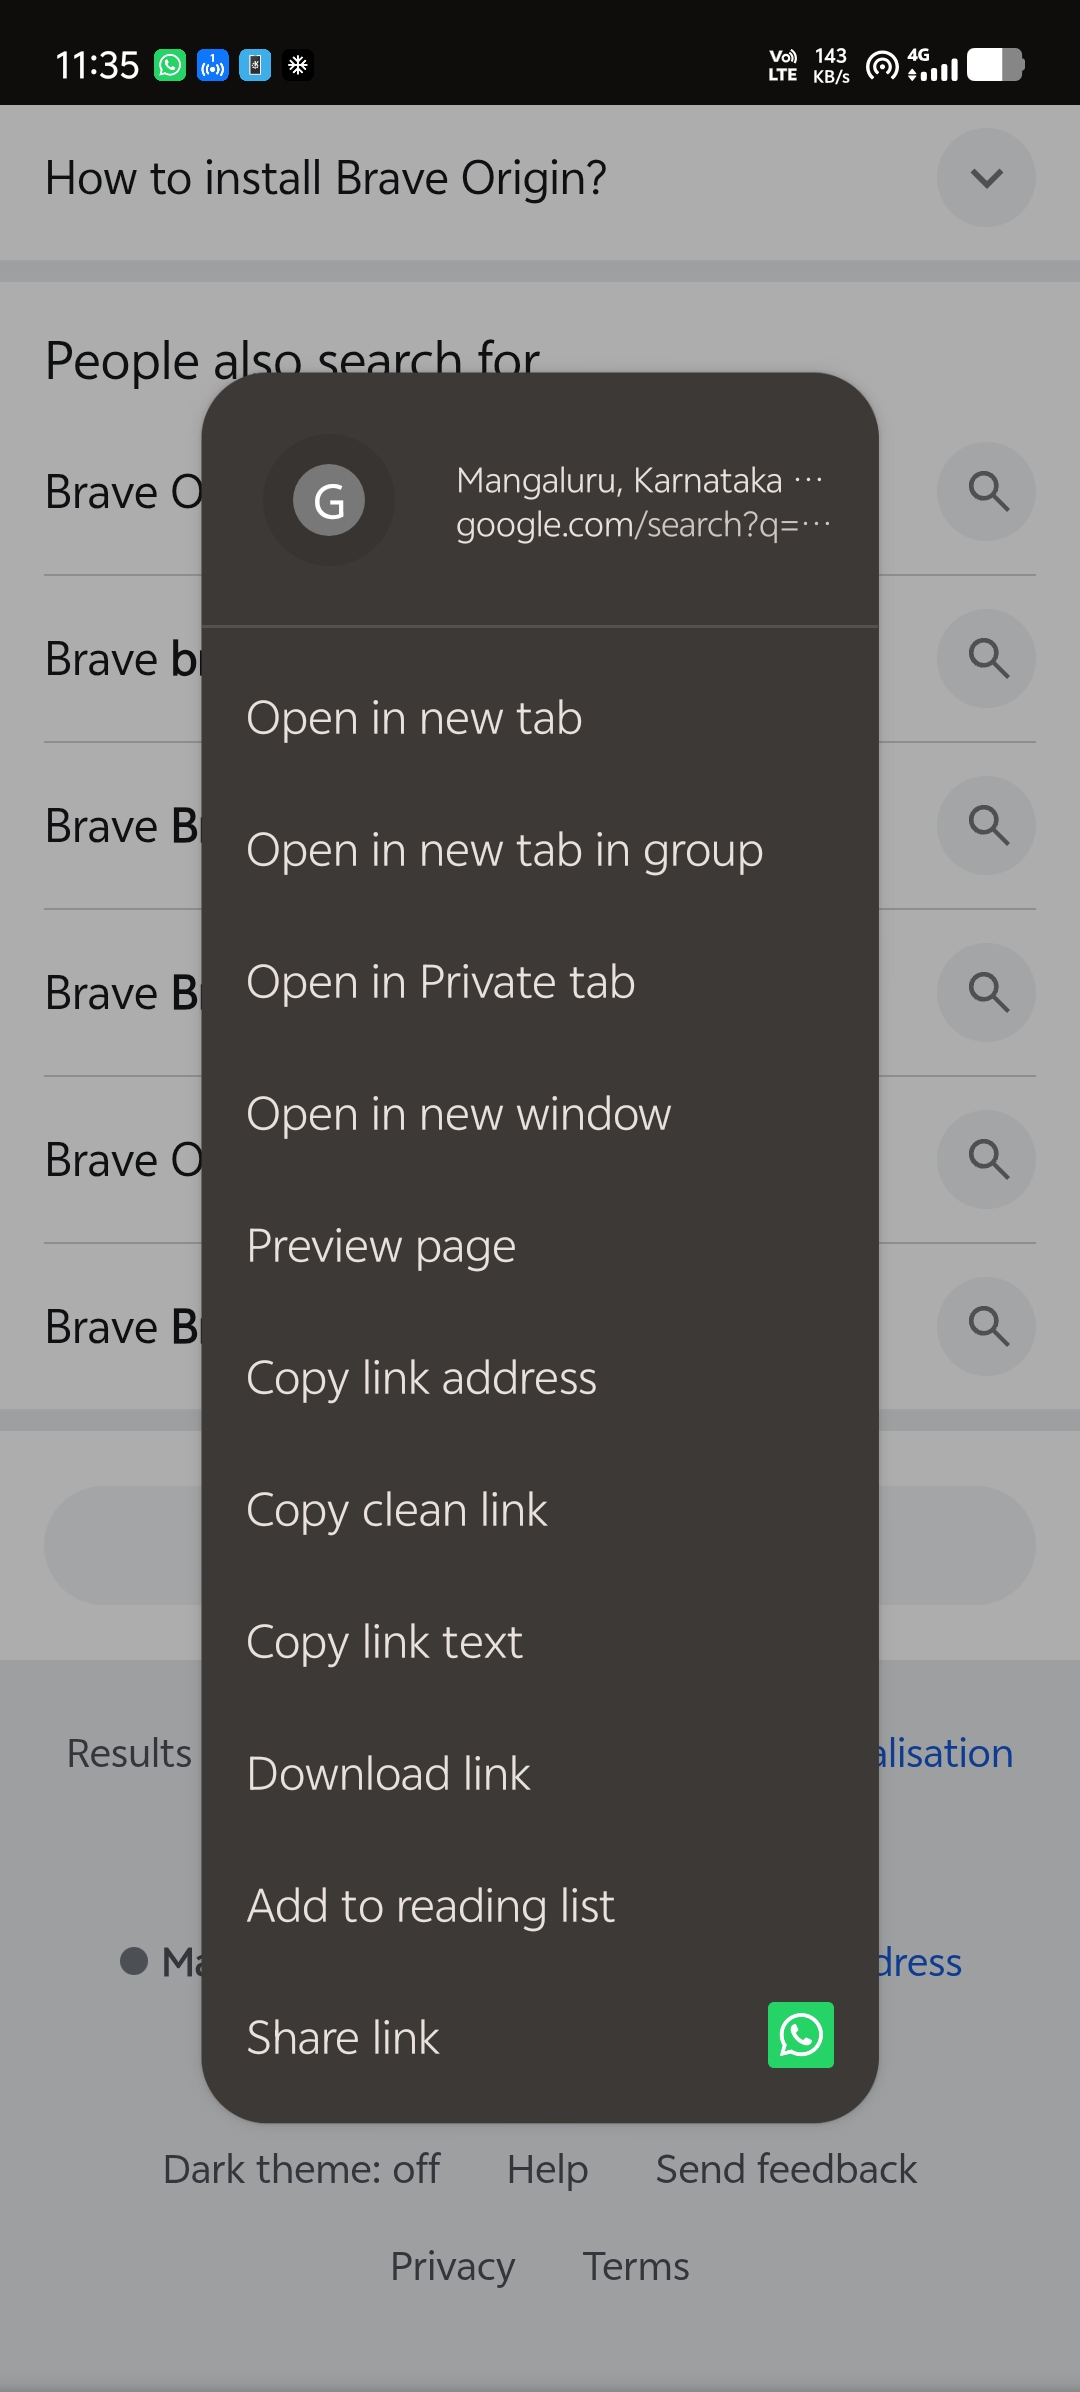 11:35
Vo)) LTE 143 KB/s 4G
How to install Brave Origin?
People also search for
G
Mangaluru, Karnataka ...
google.com/search?q=...
Brave
Brave
Brave
Brave
Brave
Brave
Open in new tab
Open in new tab in group
Open in Private tab
Open in new window
Preview page
Copy link address
Copy clean link
Copy link text
Download link
Add to reading list
Share link
Results
Dark theme: off Help Send feedback
Privacy Terms